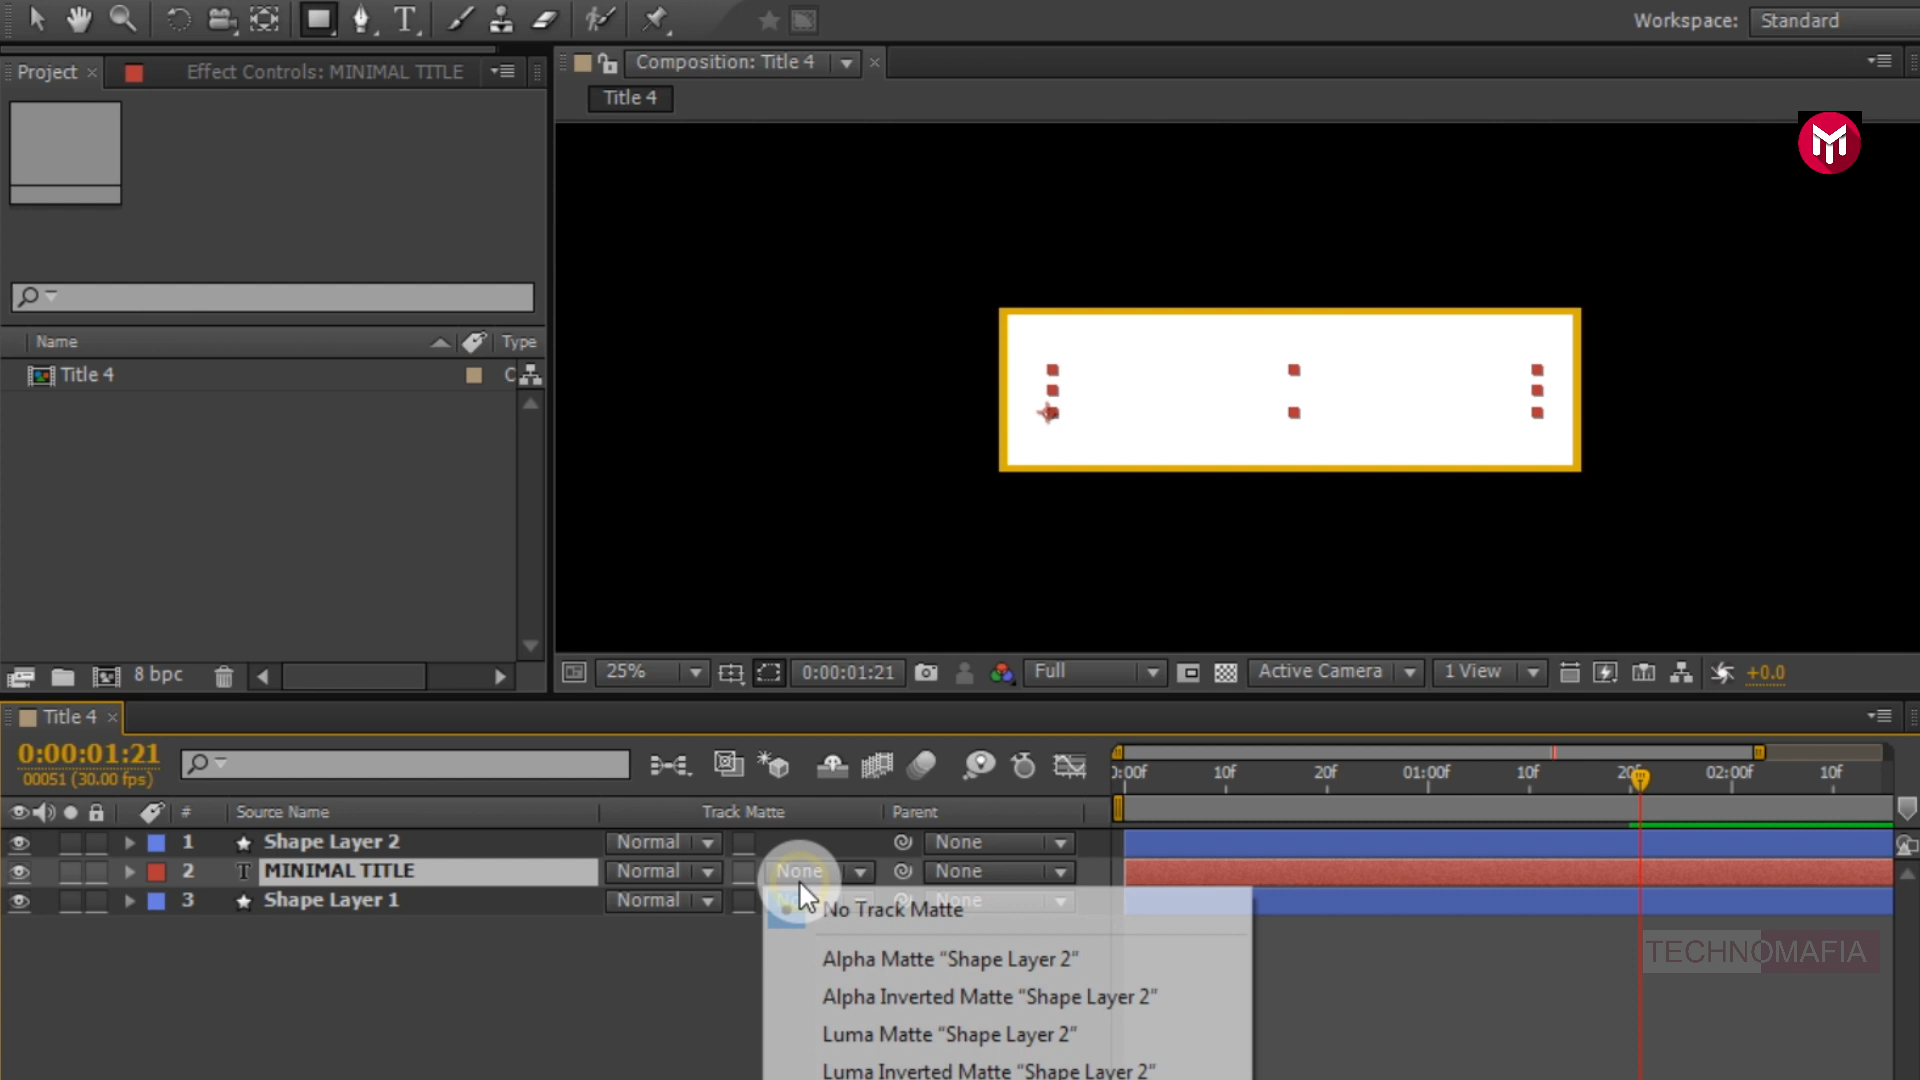 Workspace: Standard
Project × Effect Controls: MINIMAL TITLE
Composition: Title 4 ×
Title 4
Name Type
Title 4 C
8 bpc
25% 0:00:01:21 Full Active Camera 1 View +0.0
Title 4 ×
0:00:01:21
00051 (30.00 fps)
0:00f 10f 20f 01:00f 10f 20f 02:00f 10f
# Source Name Track Matte Parent
1 Shape Layer 2 Normal None
2 T MINIMAL TITLE Normal None None
3 Shape Layer 1 Normal None
No Track Matte
Alpha Matte “Shape Layer 2”
Alpha Inverted Matte “Shape Layer 2”
Luma Matte “Shape Layer 2”
Luma Inverted Matte “Shape Layer 2”
TECHNOMAFIA